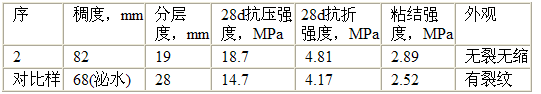 序 稠度，mm 分层度，mm 28d抗压强度，MPa 28d抗折强度，MPa 粘结强度，MPa 外观
2 82 19 18.7 4.81 2.89 无裂无缩
对比样 68(泌水) 28 14.7 4.17 2.52 有裂纹